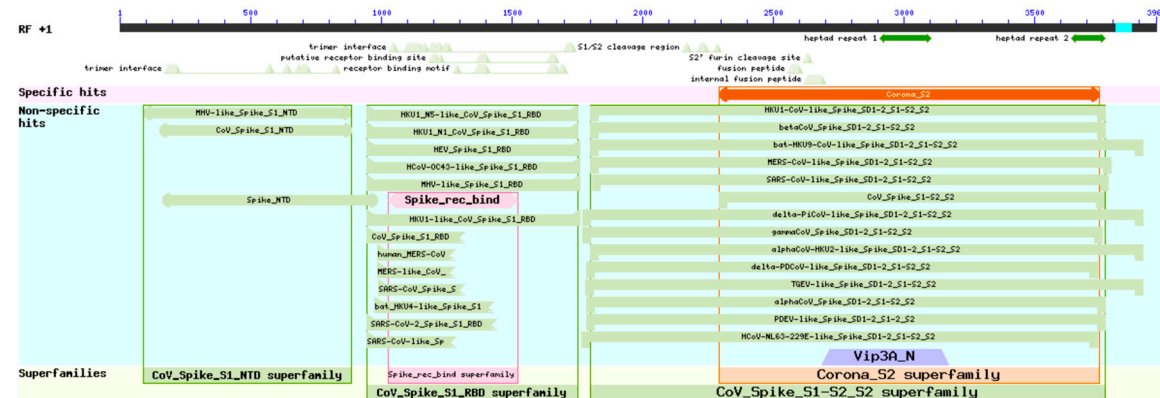 1 500 1000 1500 2000 2500 3000 3500 390
RF +1
heptad repeat 1 heptad repeat 2
trimer interface S1/S2 cleavage region
putative receptor binding site S2' furin cleavage site
trimer interface receptor binding motif fusion peptide
internal fusion peptide
Specific hits Corona_S2
Non-specific hits
MHV-like_Spike_S1_NTD HKU1_N5-like_CoV_Spike_S1_RBD HKU1-CoV-like_Spike_SD1-2_S1-S2_S2
CoV_Spike_S1_NTD HKU1_N1_CoV_Spike_S1_RBD betaCoV_Spike_SD1-2_S1-S2_S2
HEV_Spike_S1_RBD bat-HKU9-CoV-like_Spike_SD1-2_S1-S2_S2
HCoV-OC43-like_Spike_S1_RBD MERS-CoV-like_Spike_SD1-2_S1-S2_S2
MHV-like_Spike_S1_RBD SARS-CoV-like_Spike_SD1-2_S1-S2_S2
Spike_NTD Spike_rec_bind CoV_Spike_S1-S2_S2
HKU1-like_CoV_Spike_S1_RBD delta-PiCoV-like_Spike_SD1-2_S1-S2_S2
CoV_Spike_S1_RBD gammaCoV_Spike_SD1-2_S1-S2_S2
human_MERS-CoV alphaCoV-HKU2-like_Spike_SD1-2_S1-S2_S2
MERS-like_CoV_ delta-PDCoV-like_Spike_SD1-2_S1-S2_S2
SARS-CoV_Spike_S TGEV-like_Spike_SD1-2_S1-S2_S2
bat_HKU4-like_Spike_S1 alphaCoV_Spike_SD1-2_S1-S2_S2
SARS-CoV-2_Spike_S1_RBD PDEV-like_Spike_SD1-2_S1-2_S2
SARS-CoV-like_Sp HCoV-NL63-229E-like_Spike_SD1-2_S1-S2_S2
Vip3A_N
Superfamilies CoV_Spike_S1_NTD superfamily Spike_rec_bind superfamily Corona_S2 superfamily
CoV_Spike_S1_RBD superfamily CoV_Spike_S1-S2_S2 superfamily